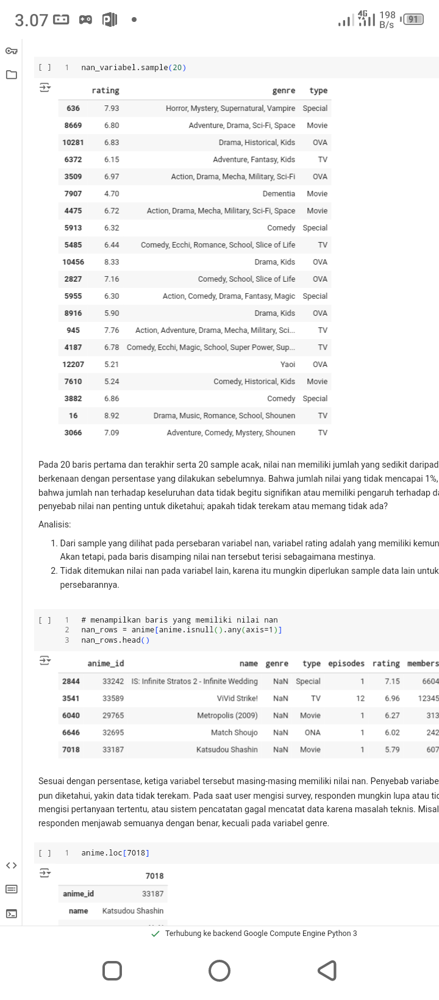 3.07
4G
198 B/s
91
[ ] 1 nan_variabel.sample(20)
rating genre type
636 7.93 Horror, Mystery, Supernatural, Vampire Special
8669 6.80 Adventure, Drama, Sci-Fi, Space Movie
10281 6.83 Drama, Historical, Kids OVA
6372 6.15 Adventure, Fantasy, Kids TV
3509 6.97 Action, Drama, Mecha, Military, Sci-Fi OVA
7907 4.70 Dementia Movie
4475 6.72 Action, Drama, Mecha, Military, Sci-Fi, Space Movie
5913 6.32 Comedy Special
5485 6.44 Comedy, Ecchi, Romance, School, Slice of Life TV
10456 8.33 Drama, Kids OVA
2827 7.16 Comedy, School, Slice of Life OVA
5955 6.30 Action, Comedy, Drama, Fantasy, Magic Special
8916 5.90 Drama, Kids OVA
945 7.76 Action, Adventure, Drama, Mecha, Military, Sci... TV
4187 6.78 Comedy, Ecchi, Magic, School, Super Power, Sup... TV
12207 5.21 Yaoi OVA
7610 5.24 Comedy, Historical, Kids Movie
3882 6.86 Comedy Special
16 8.92 Drama, Music, Romance, School, Shounen TV
3066 7.09 Adventure, Comedy, Mystery, Shounen TV
Pada 20 baris pertama dan terakhir serta 20 sample acak, nilai nan memiliki jumlah yang sedikit daripad
berkenaan dengan persentase yang dilakukan sebelumnya. Bahwa jumlah nilai yang tidak mencapai 1%,
bahwa jumlah nan terhadap keseluruhan data tidak begitu signifikan atau memiliki pengaruh terhadap da
penyebab nilai nan penting untuk diketahui; apakah tidak terekam atau memang tidak ada?
Analisis:
1. Dari sample yang dilihat pada persebaran variabel nan, variabel rating adalah yang memiliki kemun
Akan tetapi, pada baris disamping nilai nan tersebut terisi sebagaimana mestinya.
2. Tidak ditemukan nilai nan pada variabel lain, karena itu mungkin diperlukan sample data lain untuk
persebarannya.
[ ] 1 # menampilkan baris yang memiliki nilai nan
2 nan_rows = anime[anime.isnull().any(axis=1)]
3 nan_rows.head()
anime_id name genre type episodes rating members
2844 33242 IS: Infinite Stratos 2 - Infinite Wedding NaN Special 1 7.15 6604
3541 33589 ViVid Strike! NaN TV 12 6.96 12345
6040 29765 Metropolis (2009) NaN Movie 1 6.27 313
6646 32695 Match Shoujo NaN ONA 1 6.02 242
7018 33187 Katsudou Shashin NaN Movie 1 5.79 607
Sesuai dengan persentase, ketiga variabel tersebut masing-masing memiliki nilai nan. Penyebab variabe
pun diketahui, yakin data tidak terekam. Pada saat user mengisi survey, responden mungkin lupa atau tid
mengisi pertanyaan tertentu, atau sistem pencatatan gagal mencatat data karena masalah teknis. Misal
responden menjawab semuanya dengan benar, kecuali pada variabel genre.
[ ] 1 anime.loc[7018]
7018
anime_id 33187
name Katsudou Shashin
Terhubung ke backend Google Compute Engine Python 3